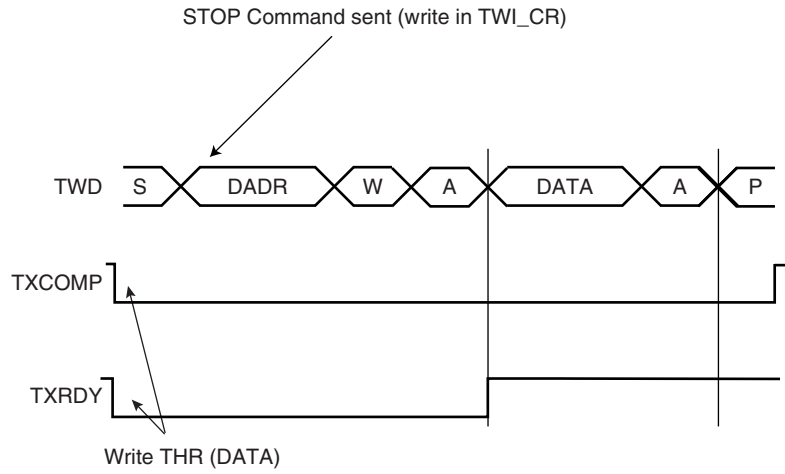 STOP Command sent (write in TWI_CR)
TWD S DADR W A DATA A P
TXCOMP
TXRDY
Write THR (DATA)